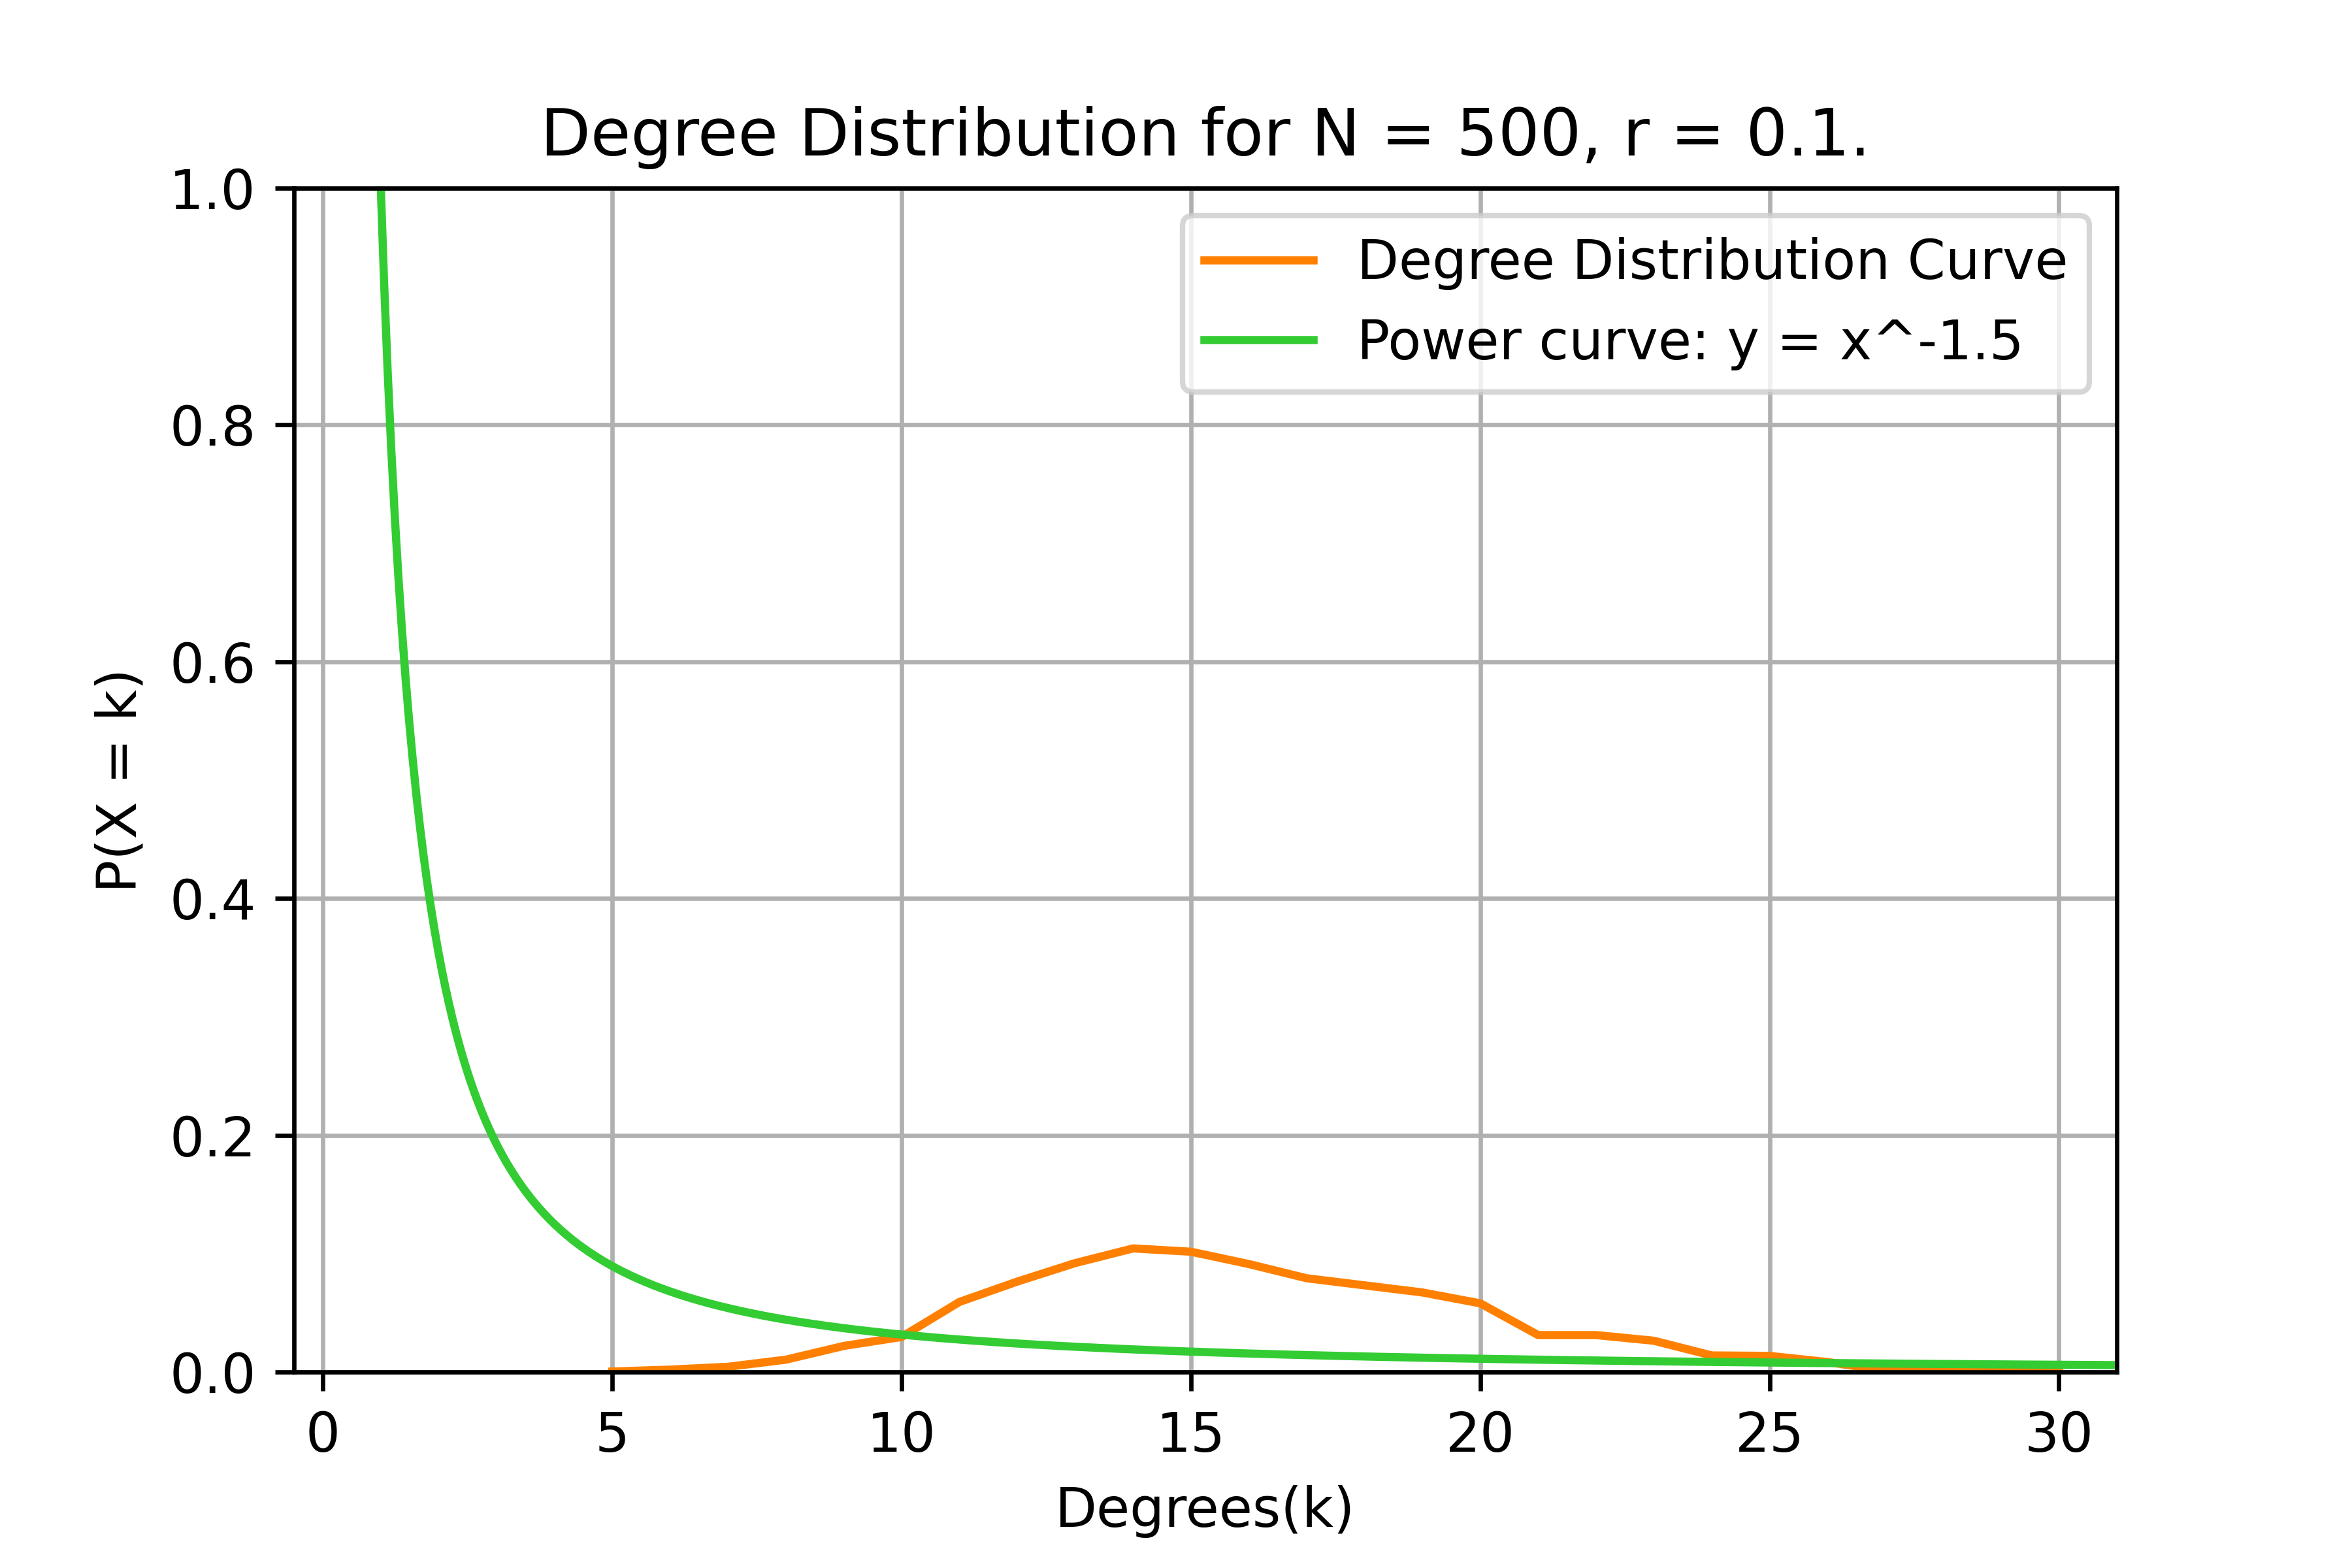 Degree Distribution for N = 500, r = 0.1.
Degree Distribution Curve
Power curve: y = x^-1.5
1.0
0.8
0.6
0.4
0.2
0.0
P(X = k)
0 5 10 15 20 25 30
Degrees(k)